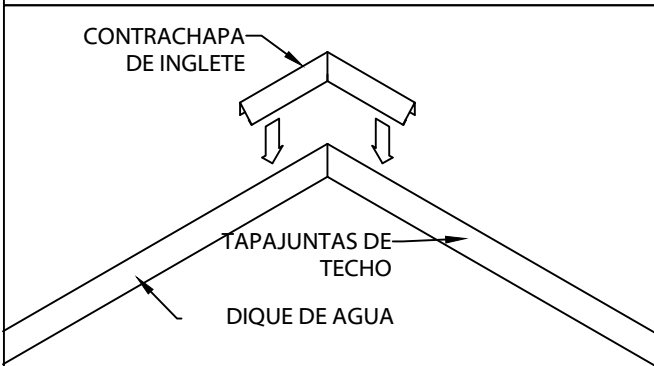 CONTRACHAPA
DE INGLETE
TAPAJUNTAS DE
TECHO
DIQUE DE AGUA